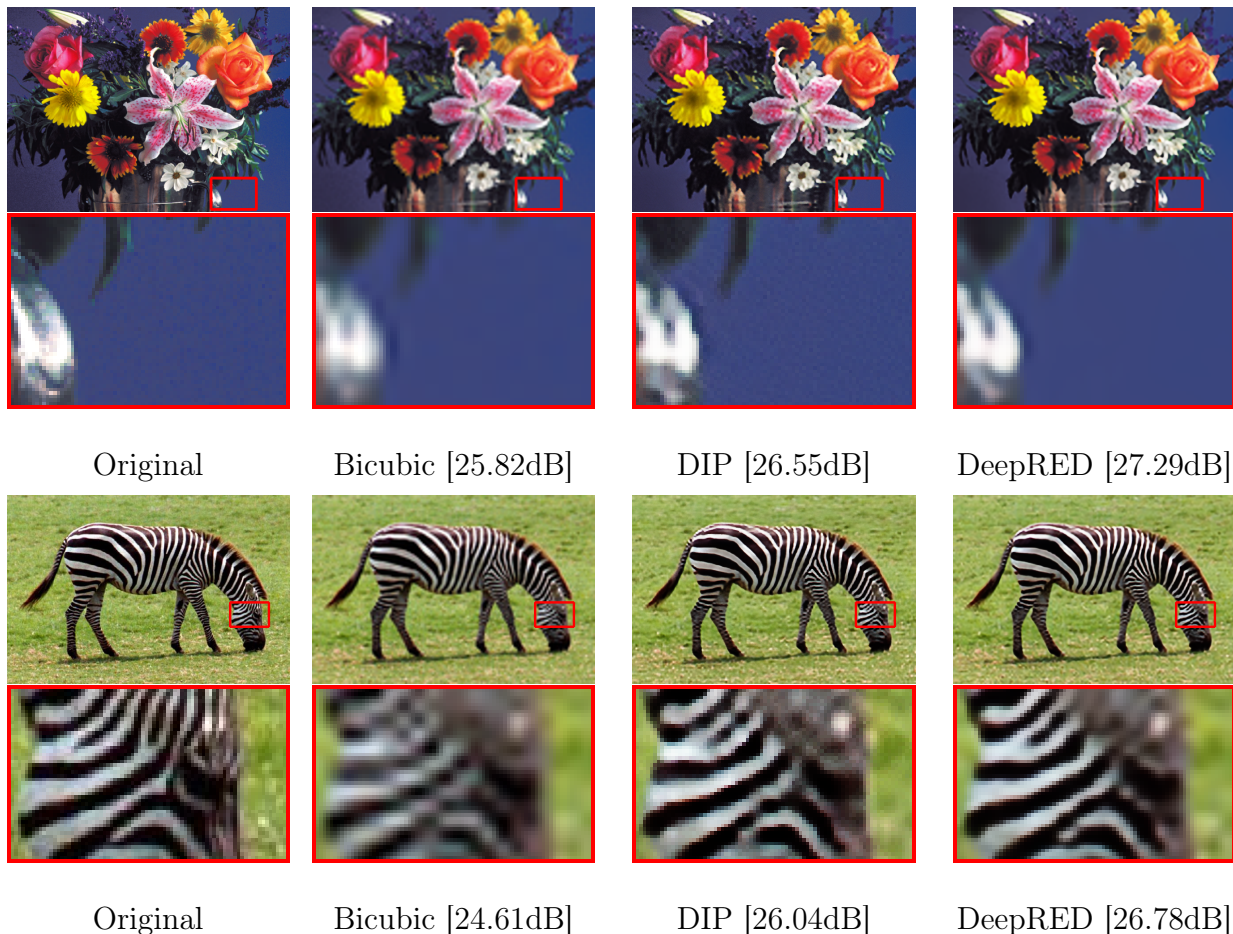 Original Bicubic [25.82dB] DIP [26.55dB] DeepRED [27.29dB]
Original Bicubic [24.61dB] DIP [26.04dB] DeepRED [26.78dB]